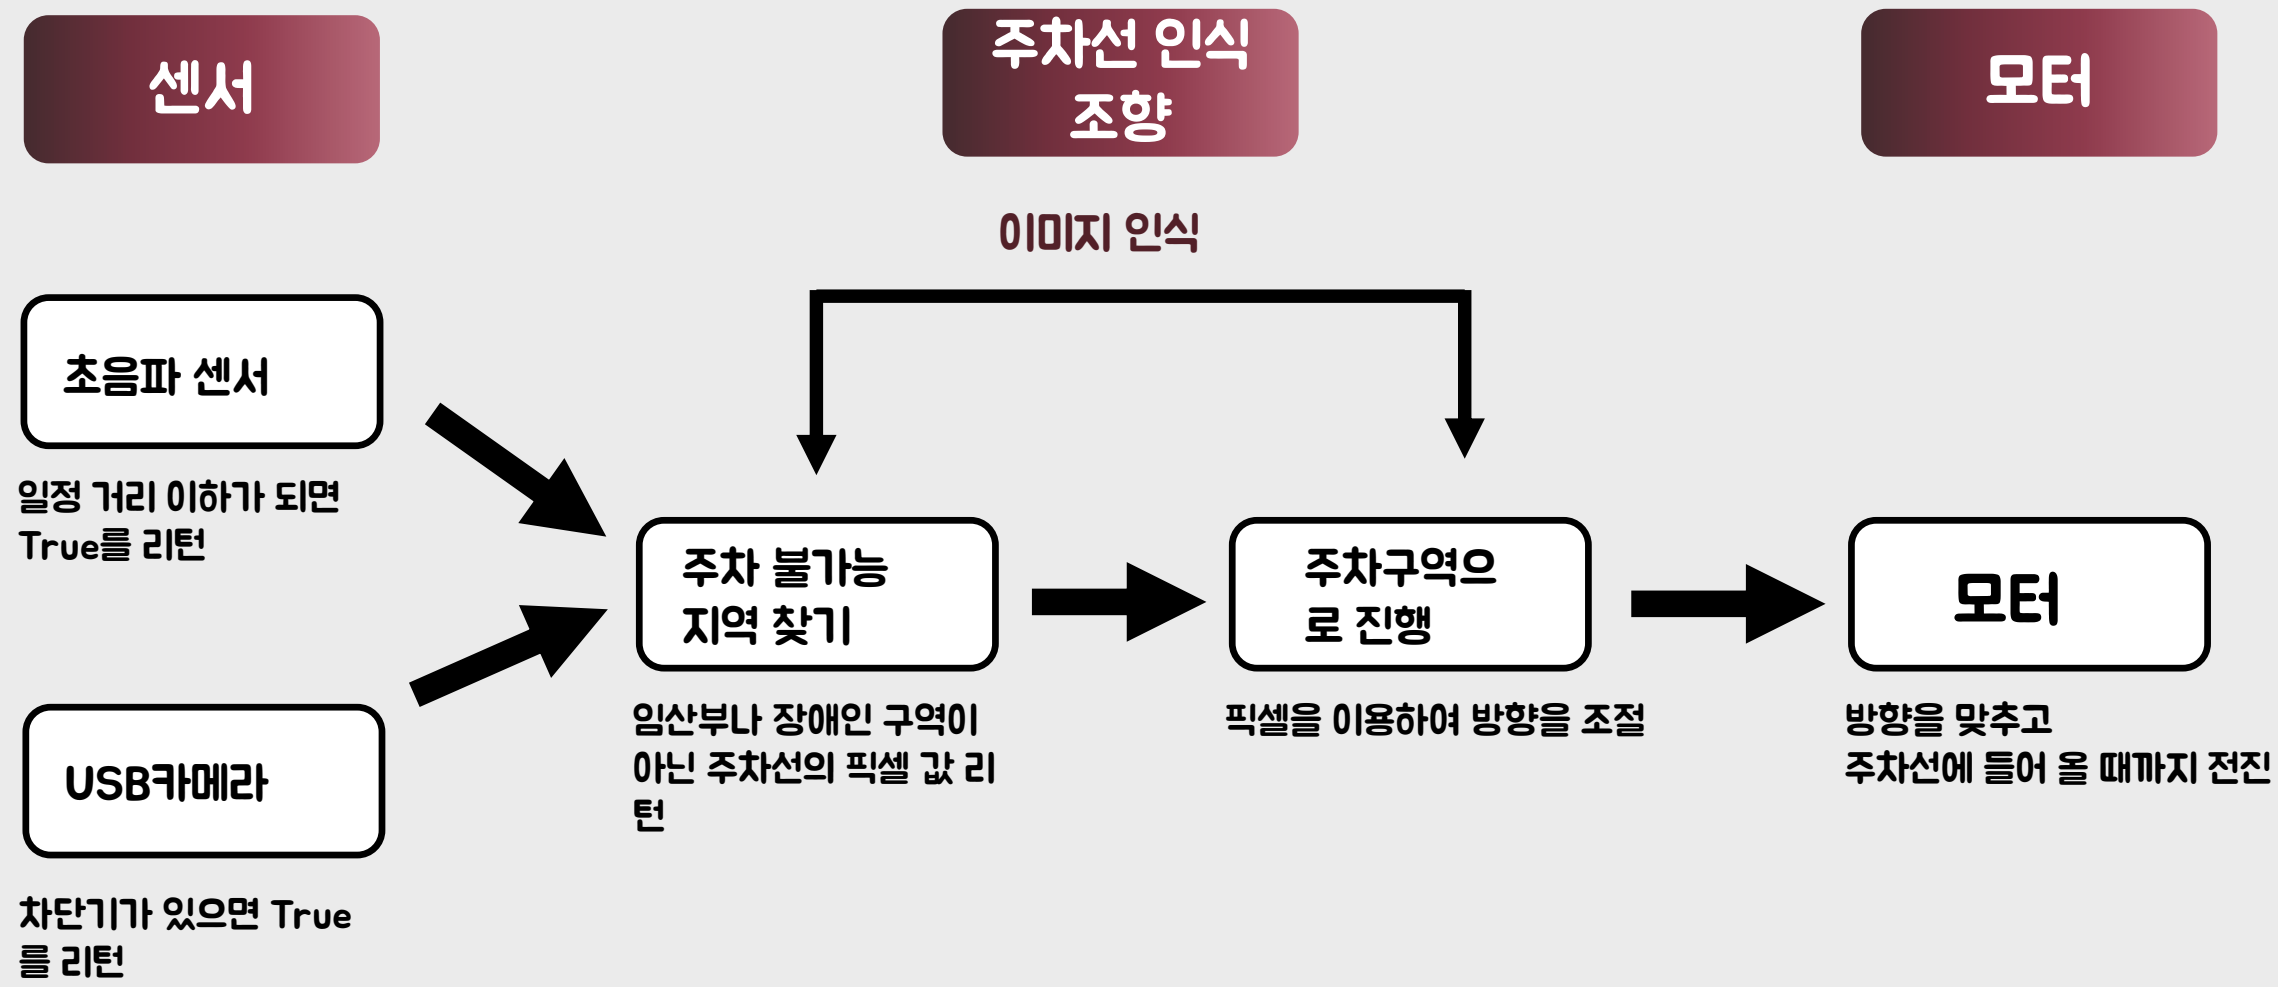 센서
주차선 인식
조향
모터
이미지 인식
초음파 센서
일정 거리 이하가 되면
True를 리턴
USB카메라
차단기가 있으면 True
를 리턴
주차 불가능
지역 찾기
임산부나 장애인 구역이
아닌 주차선의 픽셀 값 리
턴
주차구역으
로 진행
픽셀을 이용하여 방향을 조절
모터
방향을 맞추고
주차선에 들어 올 때까지 전진